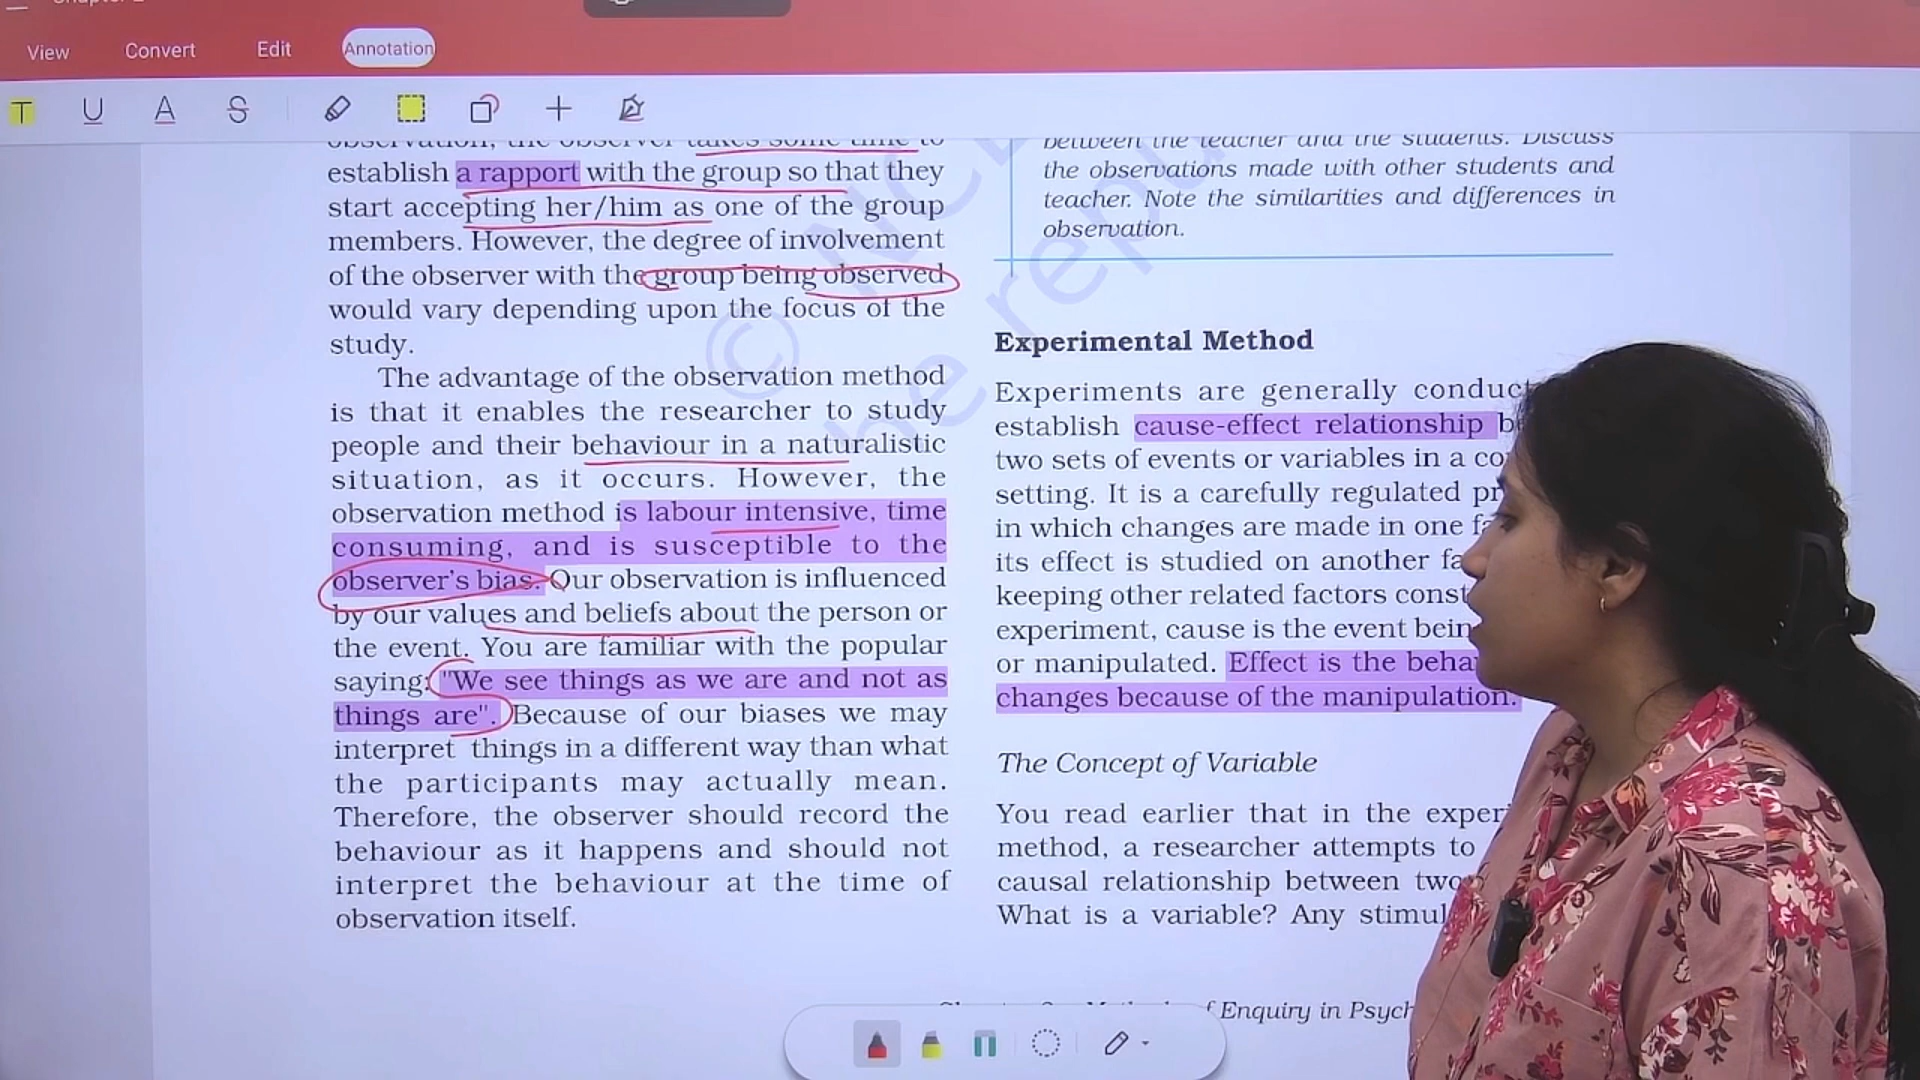 View Convert Edit Annotation
T U A S
establish a rapport with the group so that they
start accepting her/him as one of the group
members. However, the degree of involvement
of the observer with the group being observed
would vary depending upon the focus of the
study.
The advantage of the observation method
is that it enables the researcher to study
people and their behaviour in a naturalistic
situation, as it occurs. However, the
observation method is labour intensive, time
consuming, and is susceptible to the
observer's bias. Our observation is influenced
by our values and beliefs about the person or
the event. You are familiar with the popular
saying: "We see things as we are and not as
things are". Because of our biases we may
interpret things in a different way than what
the participants may actually mean.
Therefore, the observer should record the
behaviour as it happens and should not
interpret the behaviour at the time of
observation itself.
between the teacher and the students. Discuss
the observations made with other students and
teacher. Note the similarities and differences in
observation.
Experimental Method
Experiments are generally
establish cause-effect relationship
two sets of events or variables in a
setting. It is a carefully regulated
in which changes are made in one
its effect is studied on another
keeping other related factors
experiment, cause is the event
or manipulated. Effect is the
changes because of the manipulation.
The Concept of Variable
You read earlier that in the
method, a researcher attempts to
causal relationship between
What is a variable? Any
Enquiry in